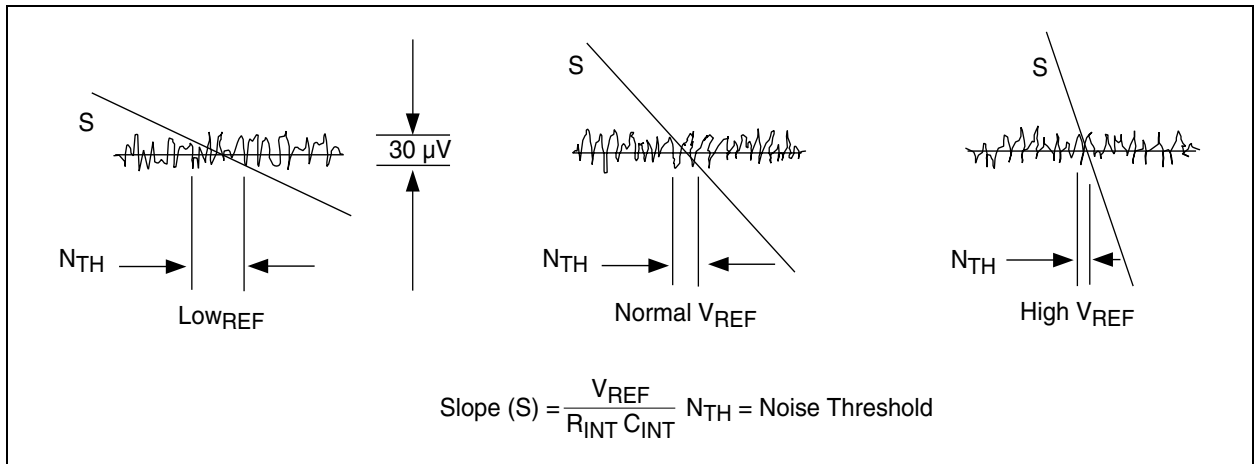 S
30 μV
N_TH
Low_REF
S
N_TH
Normal V_REF
S
N_TH
High V_REF
Slope (S) = V_REF / R_INT C_INT N_TH = Noise Threshold